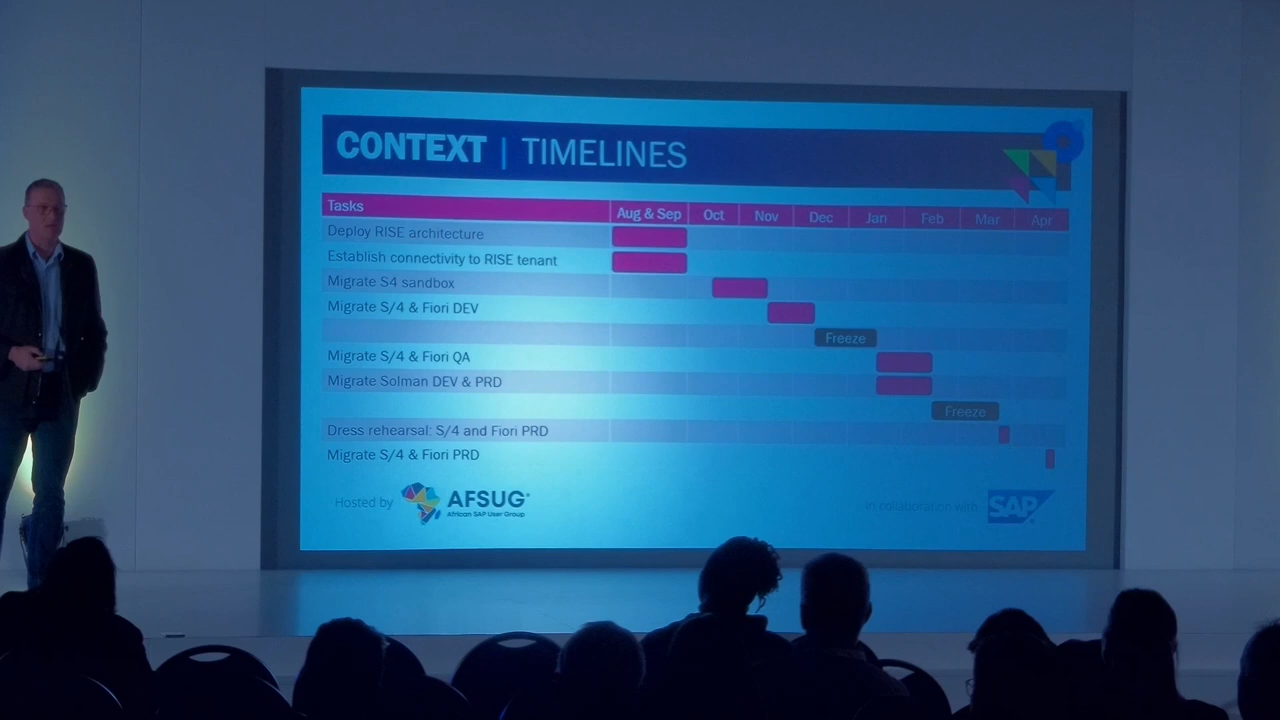 CONTEXT | TIMELINES
Tasks Aug & Sep Oct Nov Dec Jan Feb Mar Apr
Deploy RISE architecture
Establish connectivity to RISE tenant
Migrate S4 sandbox
Migrate S/4 & Fiori DEV
Freeze
Migrate S/4 & Fiori QA
Migrate Solman DEV & PRD
Freeze
Dress rehearsal: S/4 and Fiori PRD
Migrate S/4 & Fiori PRD
Hosted by AFSUG
African SAP User Group
In collaboration with SAP